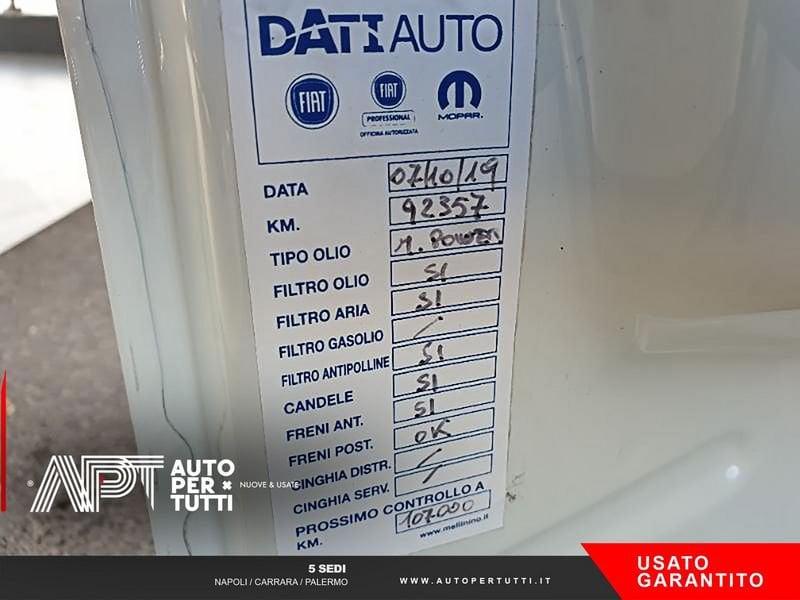 DATI AUTO
FIAT
FIAT
PROFESSIONAL
OFFICINA AUTORIZZATA
MOPAR.
DATA 07/10/19
KM. 92357
TIPO OLIO M. POWER
FILTRO OLIO SI
FILTRO ARIA SI
FILTRO GASOLIO /
FILTRO ANTIPOLLINE SI
CANDELE SI
FRENI ANT. SI
FRENI POST. OK
CINGHIA DISTR. /
CINGHIA SERV. /
PROSSIMO CONTROLLO A
KM. 107.000
www.mellnino.it
® APT AUTO
PER
TUTTI
NUOVE & USATE
5 SEDI
NAPOLI / CARRARA / PALERMO
WWW.AUTOPERTUTTI.IT
USATO
GARANTITO